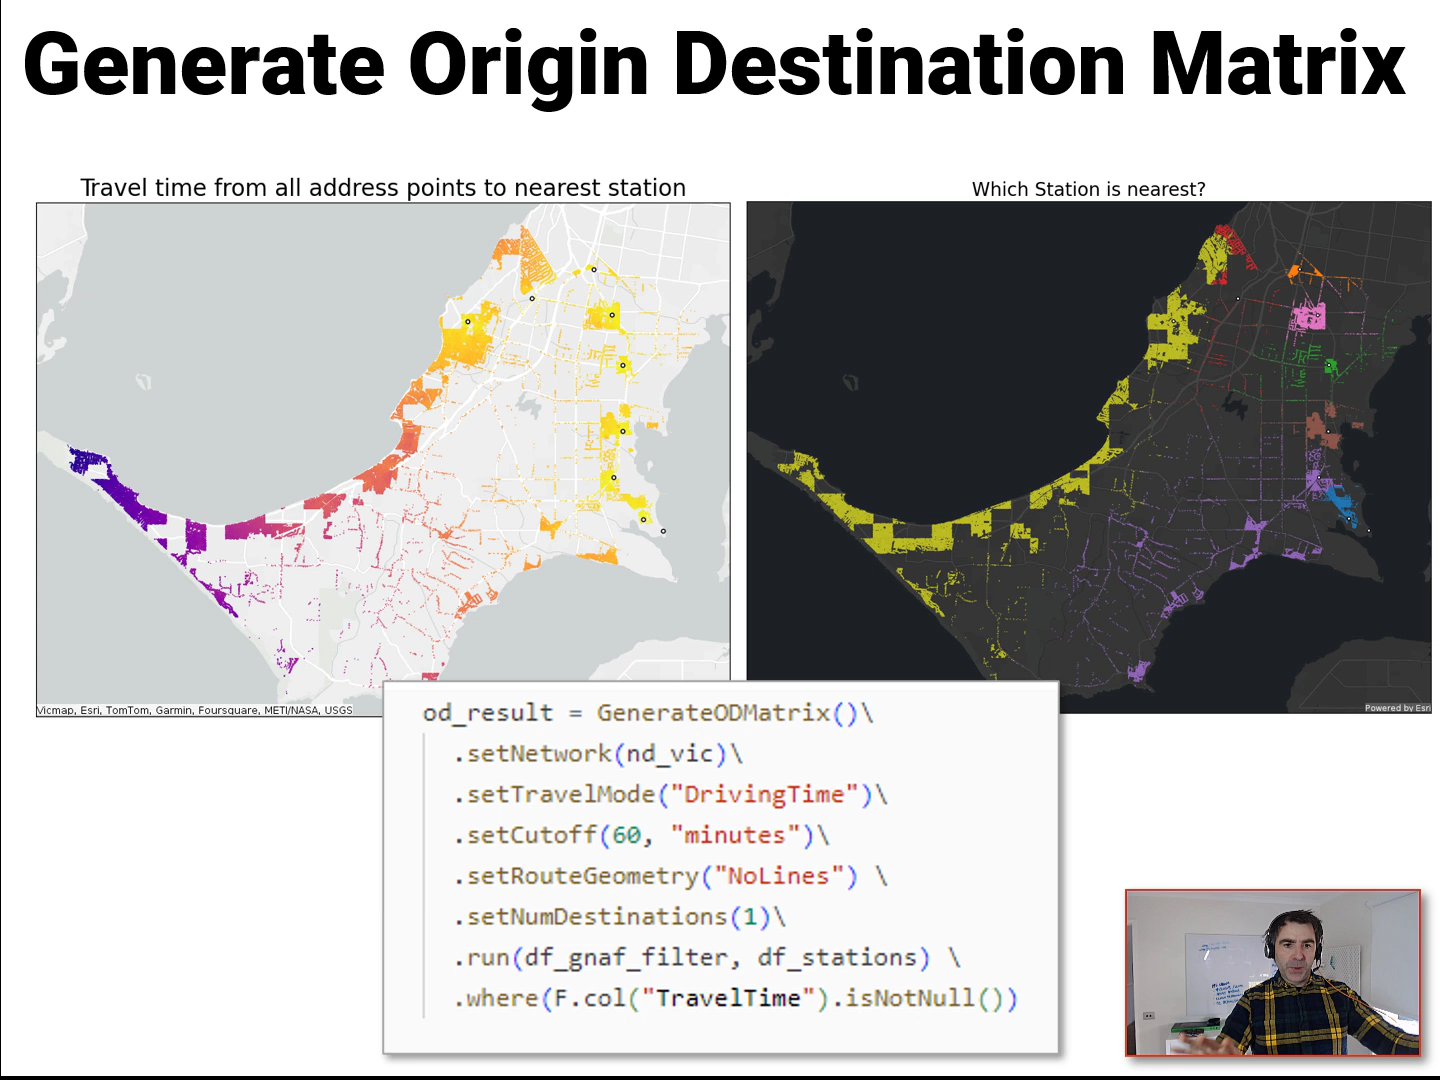 Generate Origin Destination Matrix
Travel time from all address points to nearest station
Which Station is nearest?
Vicmap, Esri, TomTom, Garmin, Foursquare, METI/NASA, USGS
Powered by Esri
od_result = GenerateODMatrix()\
.setNetwork(nd_vic)\
.setTravelMode("DrivingTime")\
.setCutoff(60, "minutes")\
.setRouteGeometry("NoLines") \
.setNumDestinations(1)\
.run(df_gnaf_filter, df_stations) \
.where(F.col("TravelTime").isNotNull())